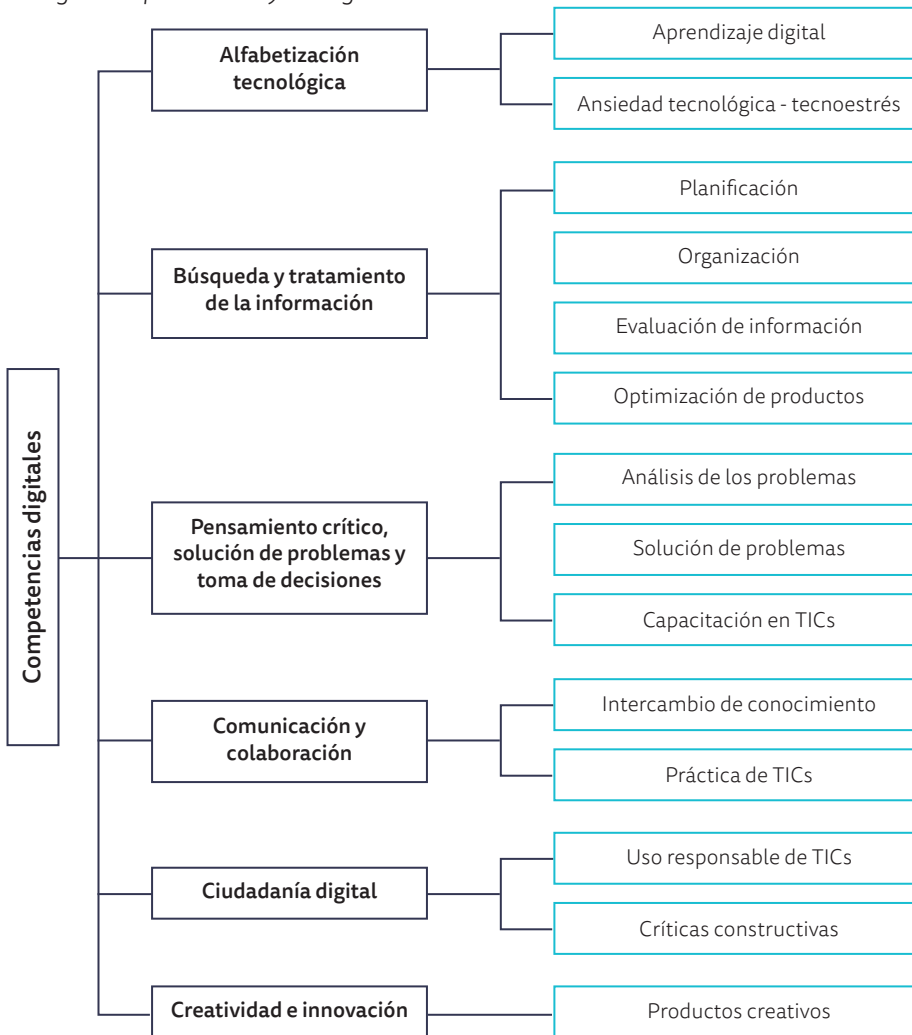 Competencias digitales
Alfabetización
tecnológica
Aprendizaje digital
Ansiedad tecnológica - tecnoestrés
Búsqueda y tratamiento
de la información
Planificación
Organización
Evaluación de información
Optimización de productos
Pensamiento crítico,
solución de problemas y
toma de decisiones
Análisis de los problemas
Solución de problemas
Capacitación en TICs
Comunicación y
colaboración
Intercambio de conocimiento
Práctica de TICs
Ciudadanía digital
Uso responsable de TICs
Críticas constructivas
Creatividad e innovación
Productos creativos